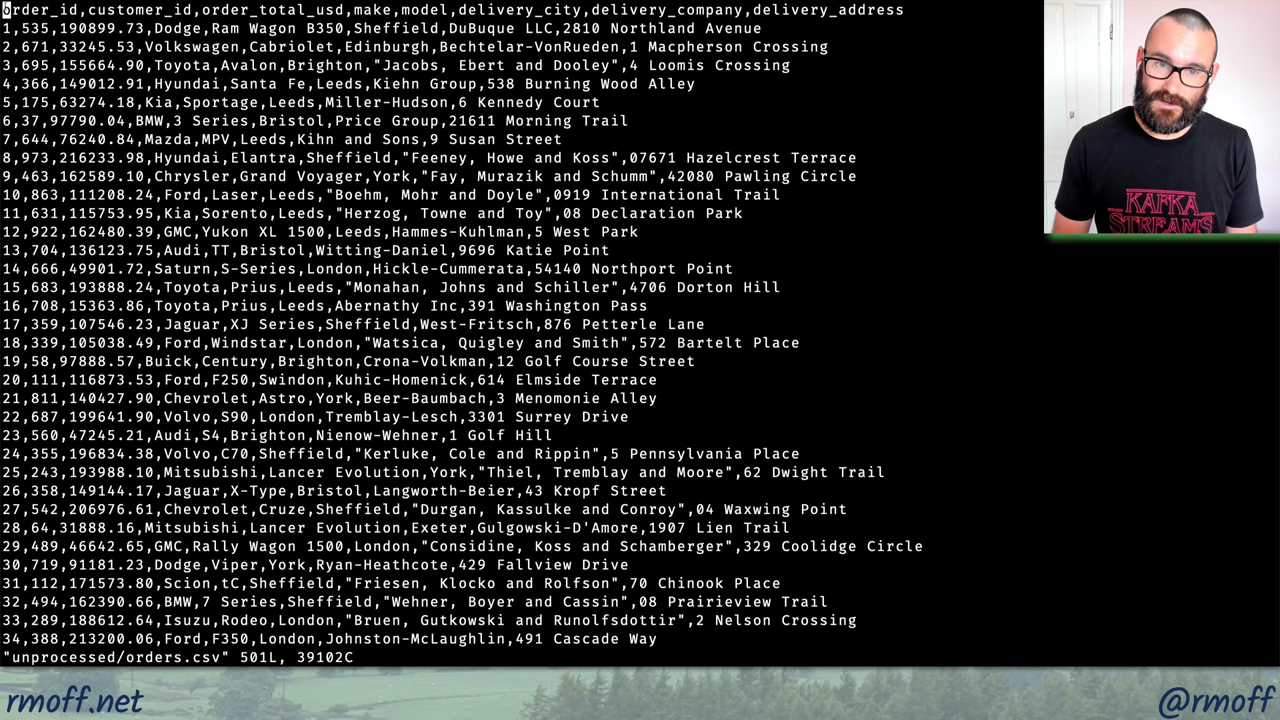 order_id,customer_id,order_total_usd,make,model,delivery_city,delivery_company,delivery_address
1,535,190899.73,Dodge,Ram Wagon B350,Sheffield,DuBuque LLC,2810 Northland Avenue
2,671,33245.53,Volkswagen,Cabriolet,Edinburgh,Bechtelar-VonRueden,1 Macpherson Crossing
3,695,155664.90,Toyota,Avalon,Brighton,"Jacobs, Ebert and Dooley",4 Loomis Crossing
4,366,149012.91,Hyundai,Santa Fe,Leeds,Kiehn Group,538 Burning Wood Alley
5,175,63274.18,Kia,Sportage,Leeds,Miller-Hudson,6 Kennedy Court
6,37,97790.04,BMW,3 Series,Bristol,Price Group,21611 Morning Trail
7,644,76240.84,Mazda,MPV,Leeds,Kihn and Sons,9 Susan Street
8,973,216233.98,Hyundai,Elantra,Sheffield,"Feeney, Howe and Koss",07671 Hazelcrest Terrace
9,463,162589.10,Chrysler,Grand Voyager,York,"Fay, Murazik and Schumm",42080 Pawling Circle
10,863,111208.24,Ford,Laser,Leeds,"Boehm, Mohr and Doyle",0919 International Trail
11,631,115753.95,Kia,Sorento,Leeds,"Herzog, Towne and Toy",08 Declaration Park
12,922,162480.39,GMC,Yukon XL 1500,Leeds,Hammes-Kuhlman,5 West Park
13,704,136123.75,Audi,TT,Bristol,Witting-Daniel,9696 Katie Point
14,666,49901.72,Saturn,S-Series,London,Hickle-Cummerata,54140 Northport Point
15,683,193888.24,Toyota,Prius,Leeds,"Monahan, Johns and Schiller",4706 Dorton Hill
16,708,15363.86,Toyota,Prius,Leeds,Abernathy Inc,391 Washington Pass
17,359,107546.23,Jaguar,XJ Series,Sheffield,West-Fritsch,876 Petterle Lane
18,339,105038.49,Ford,Windstar,London,"Watsica, Quigley and Smith",572 Bartelt Place
19,58,97888.57,Buick,Century,Brighton,Crona-Volkman,12 Golf Course Street
20,111,116873.53,Ford,F250,Swindon,Kuhic-Homenick,614 Elmside Terrace
21,811,140427.90,Chevrolet,Astro,York,Beer-Baumbach,3 Menomonie Alley
22,687,199641.90,Volvo,S90,London,Tremblay-Lesch,3301 Surrey Drive
23,560,47245.21,Audi,S4,Brighton,Nienow-Wehner,1 Golf Hill
24,355,196834.38,Volvo,C70,Sheffield,"Kerluke, Cole and Rippin",5 Pennsylvania Place
25,243,193988.10,Mitsubishi,Lancer Evolution,York,"Thiel, Tremblay and Moore",62 Dwight Trail
26,358,149144.17,Jaguar,X-Type,Bristol,Langworth-Beier,43 Kropf Street
27,542,206976.61,Chevrolet,Cruze,Sheffield,"Durgan, Kassulke and Conroy",04 Waxwing Point
28,64,31888.16,Mitsubishi,Lancer Evolution,Exeter,Gulgowski-D'Amore,1907 Lien Trail
29,489,46642.65,GMC,Rally Wagon 1500,London,"Considine, Koss and Schamberger",329 Coolidge Circle
30,719,91181.23,Dodge,Viper,York,Ryan-Heathcote,429 Fallview Drive
31,112,171573.80,Scion,tC,Sheffield,"Friesen, Klocko and Rolfson",70 Chinook Place
32,494,162390.66,BMW,7 Series,Sheffield,"Wehner, Boyer and Cassin",08 Prairieview Trail
33,289,188612.64,Isuzu,Rodeo,London,"Bruen, Gutkowski and Runolfsdottir",2 Nelson Crossing
34,388,213200.06,Ford,F350,London,Johnston-McLaughlin,491 Cascade Way
"unprocessed/orders.csv" 501L, 39102C
KAFKA
STREAMS
rmoff.net
@rmoff